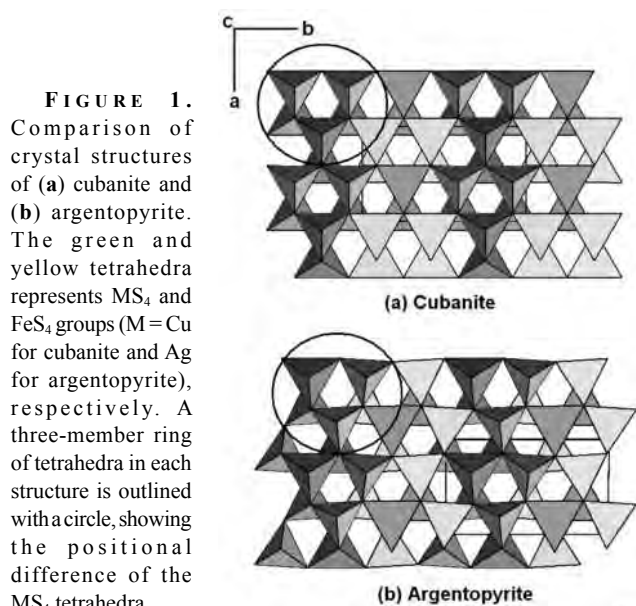 FIGURE 1.
Comparison of
crystal structures
of (a) cubanite and
(b) argentopyrite.
The green and
yellow tetrahedra
represents MS₄ and
FeS₄ groups (M = Cu
for cubanite and Ag
for argentopyrite),
respectively. A
three-member ring
of tetrahedra in each
structure is outlined
with a circle, showing
the positional
difference of the
MS₄ tetrahedra.
c
b
a
(a) Cubanite
(b) Argentopyrite